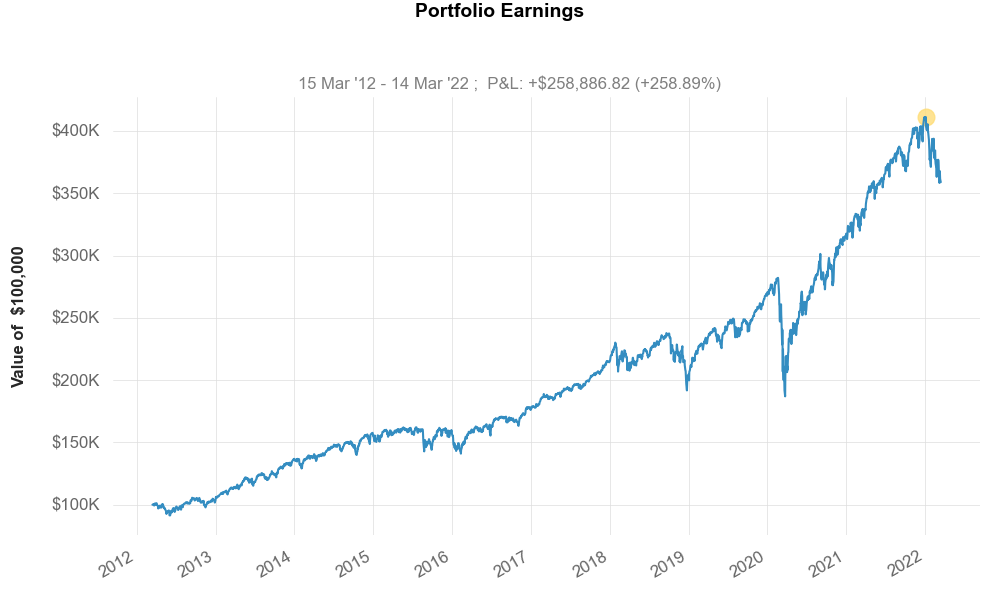 Portfolio Earnings
15 Mar '12 - 14 Mar '22 ;  P&L: +$258,886.82 (+258.89%)
Value of  $100,000
$400K
$350K
$300K
$250K
$200K
$150K
$100K
2012
2013
2014
2015
2016
2017
2018
2019
2020
2021
2022